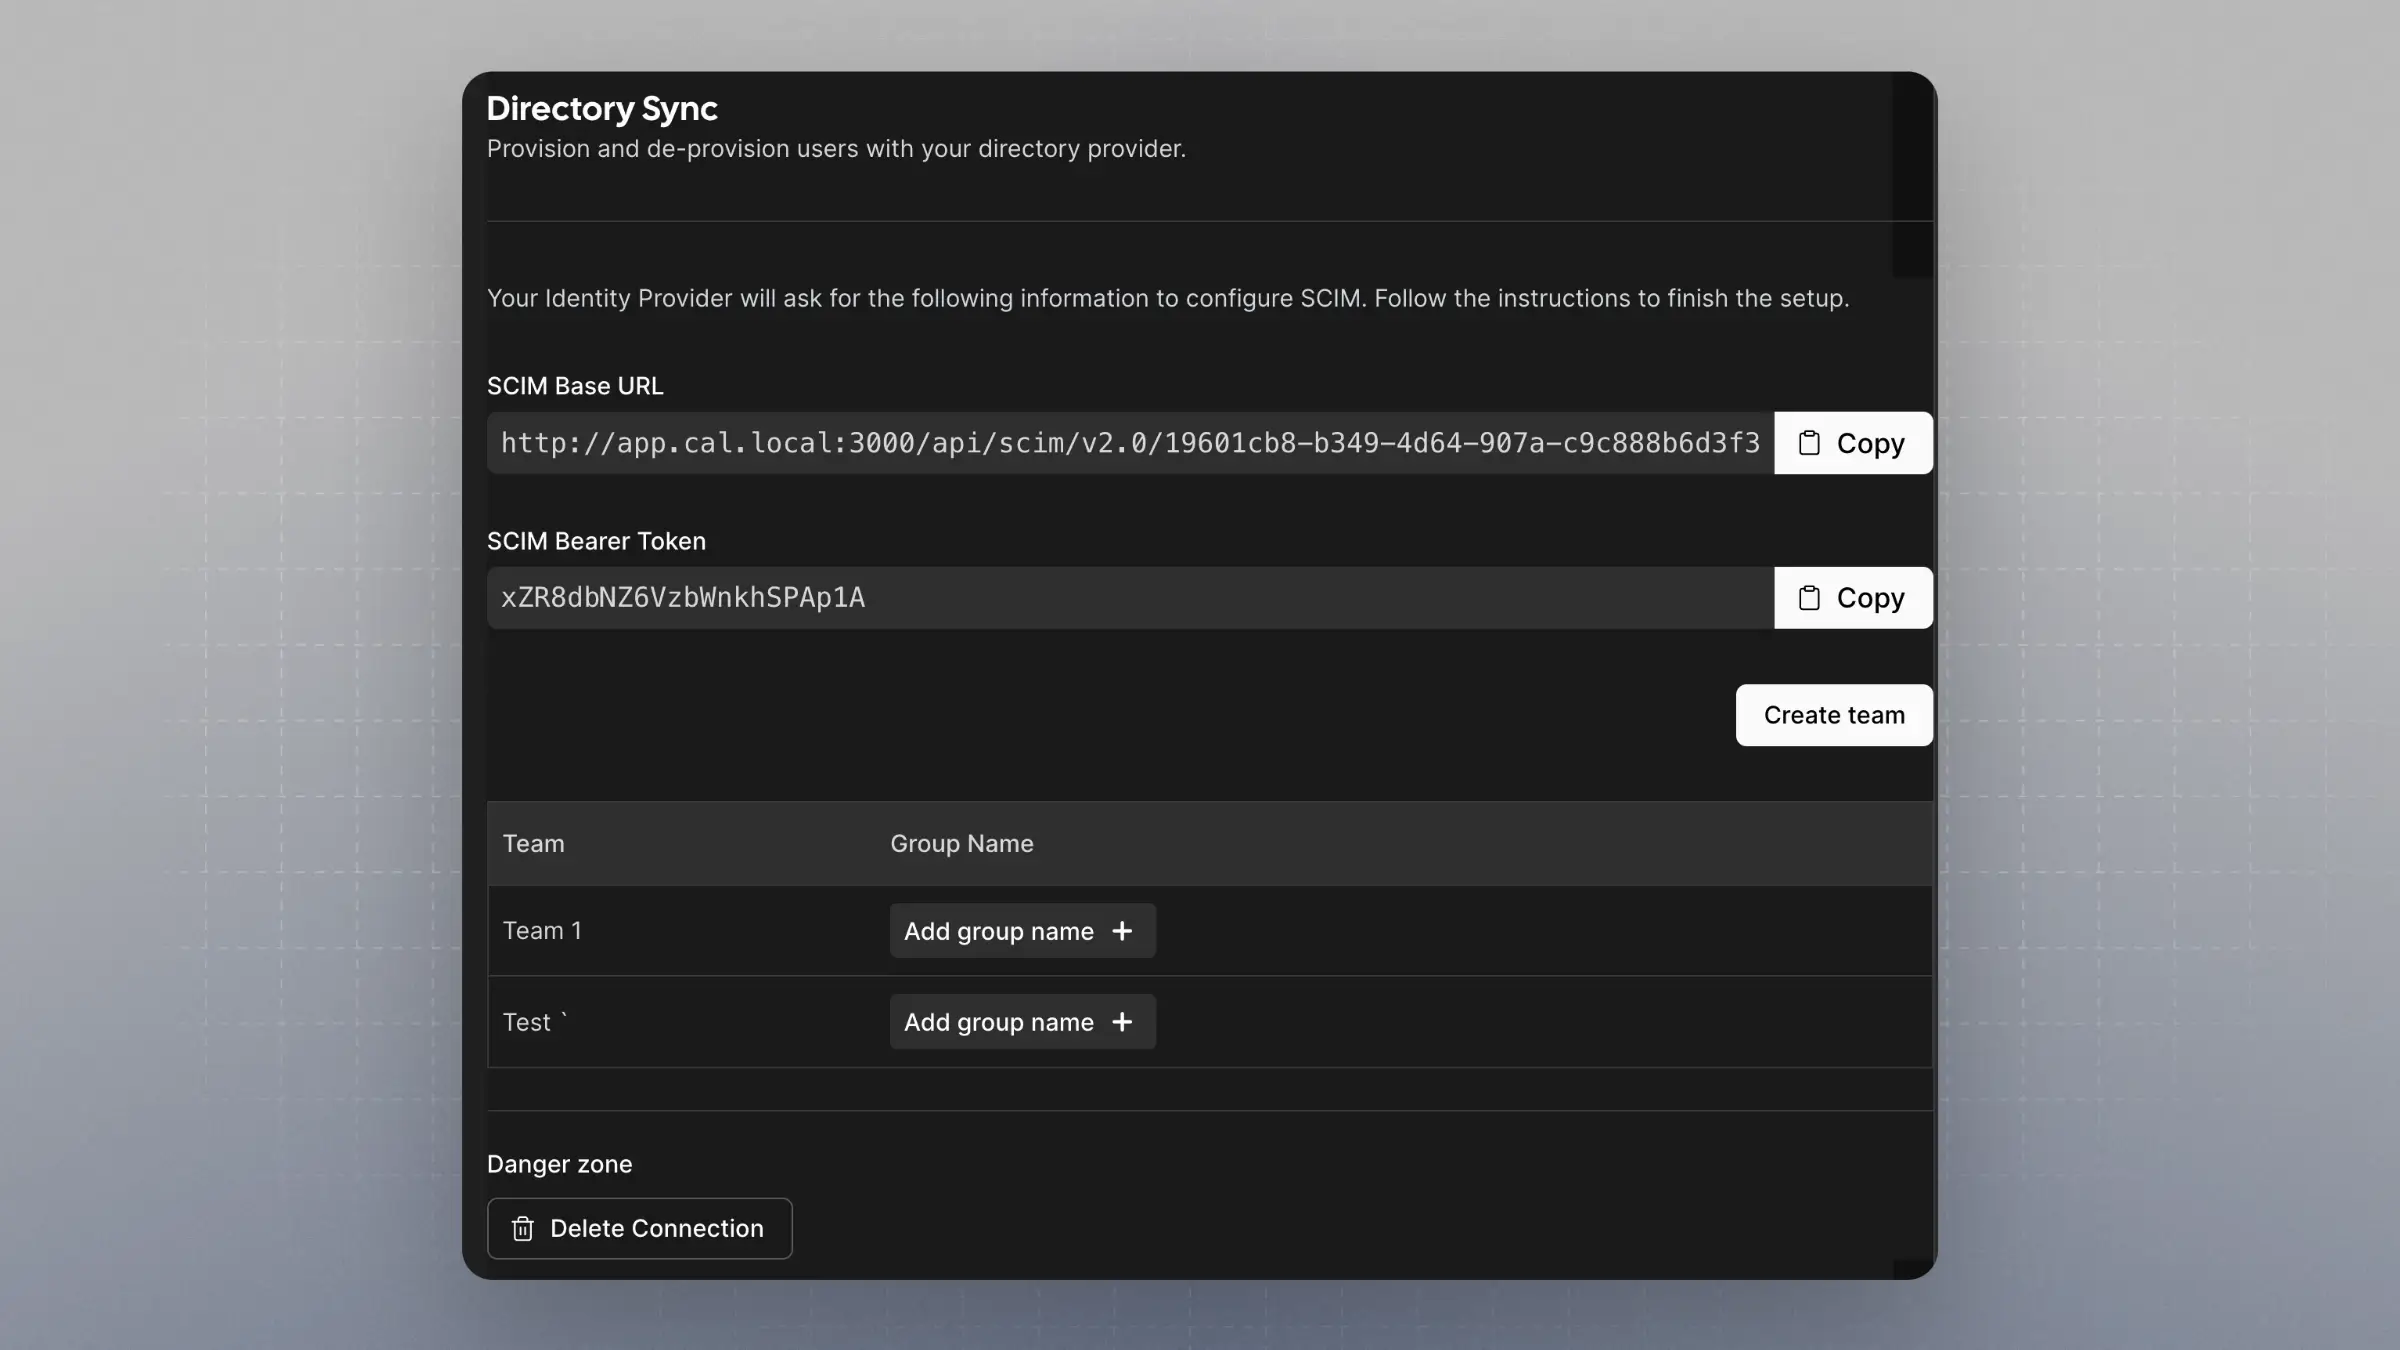 Directory Sync
Provision and de-provision users with your directory provider.
Your Identity Provider will ask for the following information to configure SCIM. Follow the instructions to finish the setup.
SCIM Base URL
http://app.cal.local:3000/api/scim/v2.0/19601cb8-b349-4d64-907a-c9c888b6d3f3
Copy
SCIM Bearer Token
xZR8dbNZ6VzbWnkhSPAp1A
Copy
Create team
Team Group Name
Team 1 Add group name +
Test ` Add group name +
Danger zone
Delete Connection